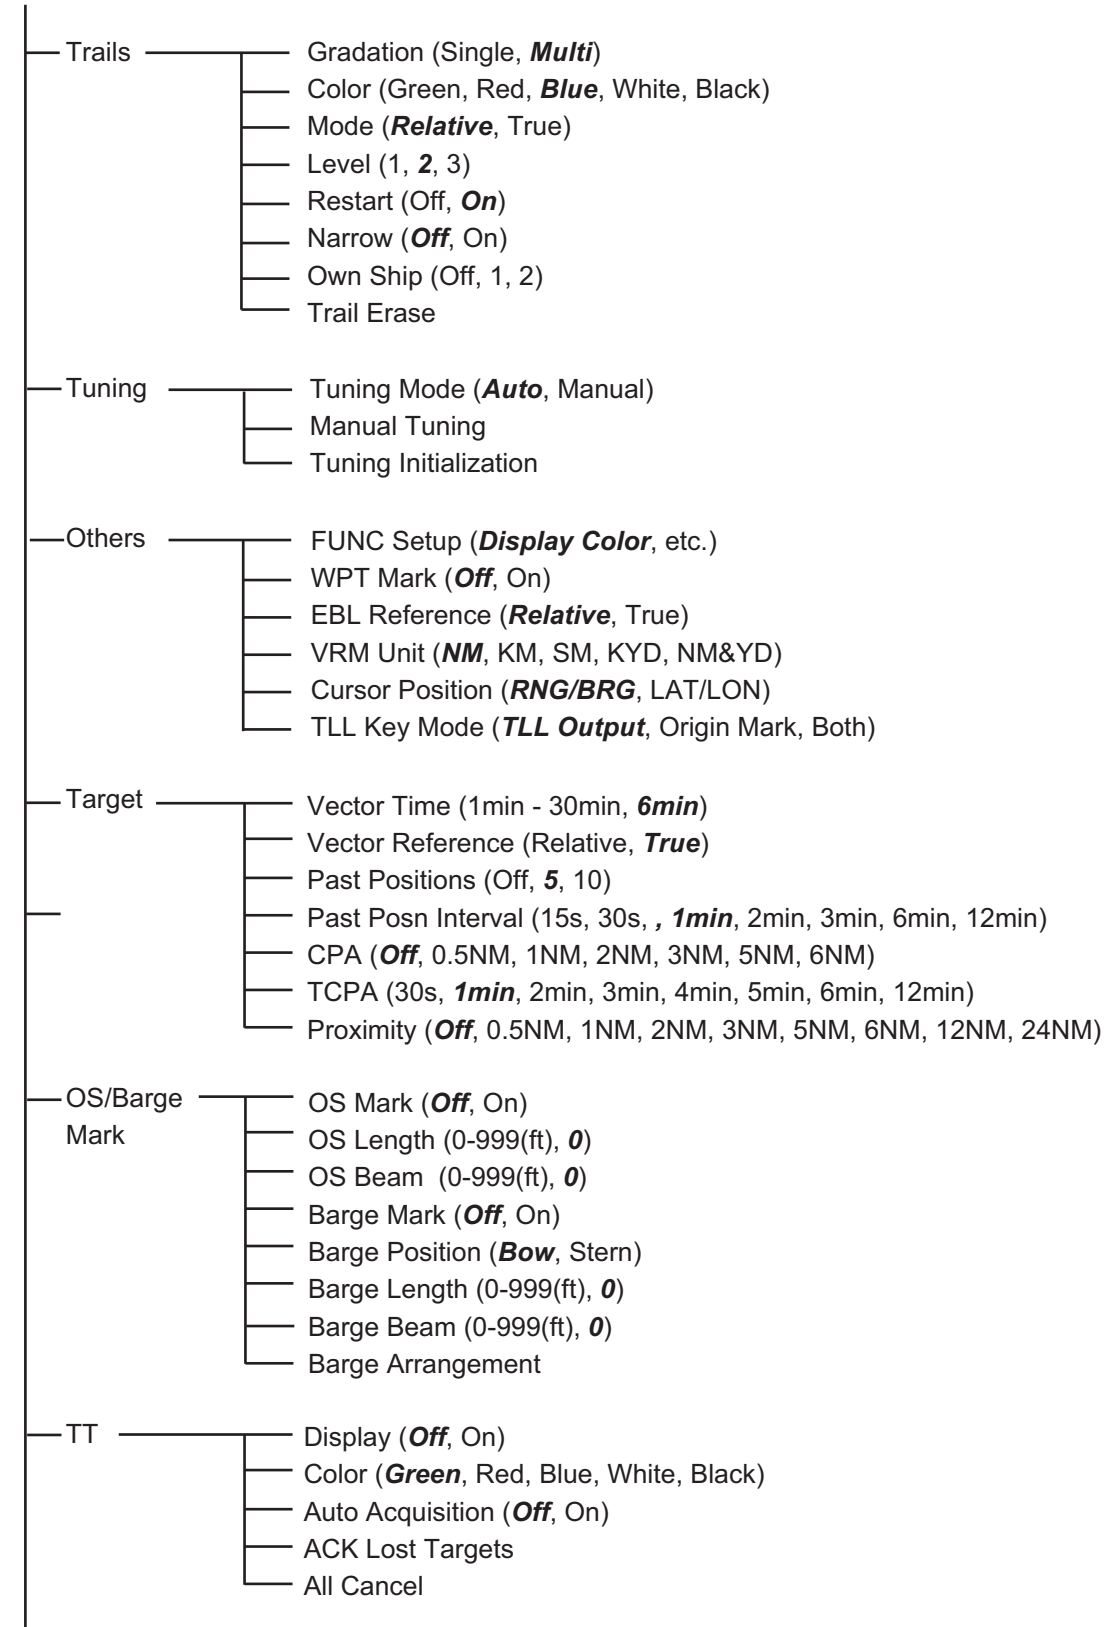 Trails
Gradation (Single, Multi)
Color (Green, Red, Blue, White, Black)
Mode (Relative, True)
Level (1, 2, 3)
Restart (Off, On)
Narrow (Off, On)
Own Ship (Off, 1, 2)
Trail Erase
Tuning
Tuning Mode (Auto, Manual)
Manual Tuning
Tuning Initialization
Others
FUNC Setup (Display Color, etc.)
WPT Mark (Off, On)
EBL Reference (Relative, True)
VRM Unit (NM, KM, SM, KYD, NM&YD)
Cursor Position (RNG/BRG, LAT/LON)
TLL Key Mode (TLL Output, Origin Mark, Both)
Target
Vector Time (1min - 30min, 6min)
Vector Reference (Relative, True)
Past Positions (Off, 5, 10)
Past Posn Interval (15s, 30s, , 1min, 2min, 3min, 6min, 12min)
CPA (Off, 0.5NM, 1NM, 2NM, 3NM, 5NM, 6NM)
TCPA (30s, 1min, 2min, 3min, 4min, 5min, 6min, 12min)
Proximity (Off, 0.5NM, 1NM, 2NM, 3NM, 5NM, 6NM, 12NM, 24NM)
OS/Barge
Mark
OS Mark (Off, On)
OS Length (0-999(ft), 0)
OS Beam (0-999(ft), 0)
Barge Mark (Off, On)
Barge Position (Bow, Stern)
Barge Length (0-999(ft), 0)
Barge Beam (0-999(ft), 0)
Barge Arrangement
TT
Display (Off, On)
Color (Green, Red, Blue, White, Black)
Auto Acquisition (Off, On)
ACK Lost Targets
All Cancel